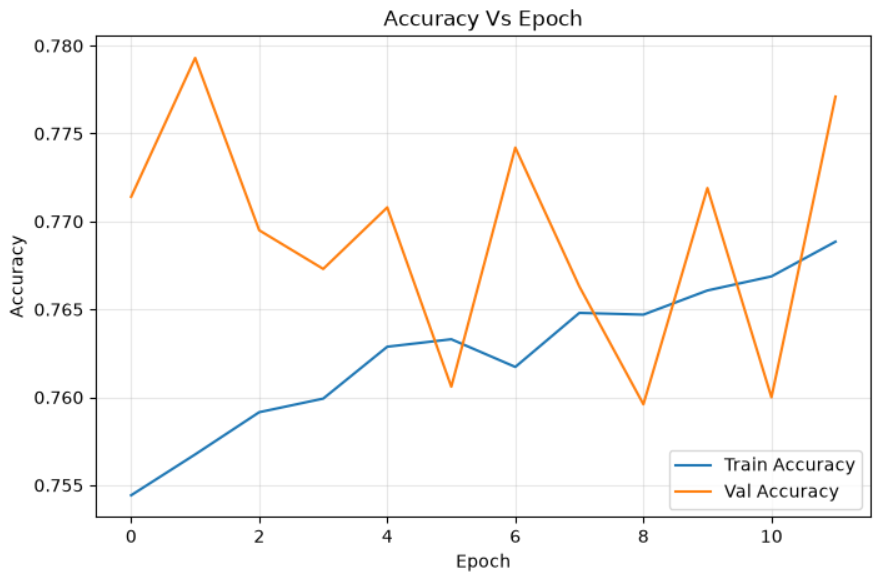 Accuracy Vs Epoch
Accuracy
0.780
0.775
0.770
0.765
0.760
0.755
0 2 4 6 8 10
Epoch
Train Accuracy
Val Accuracy